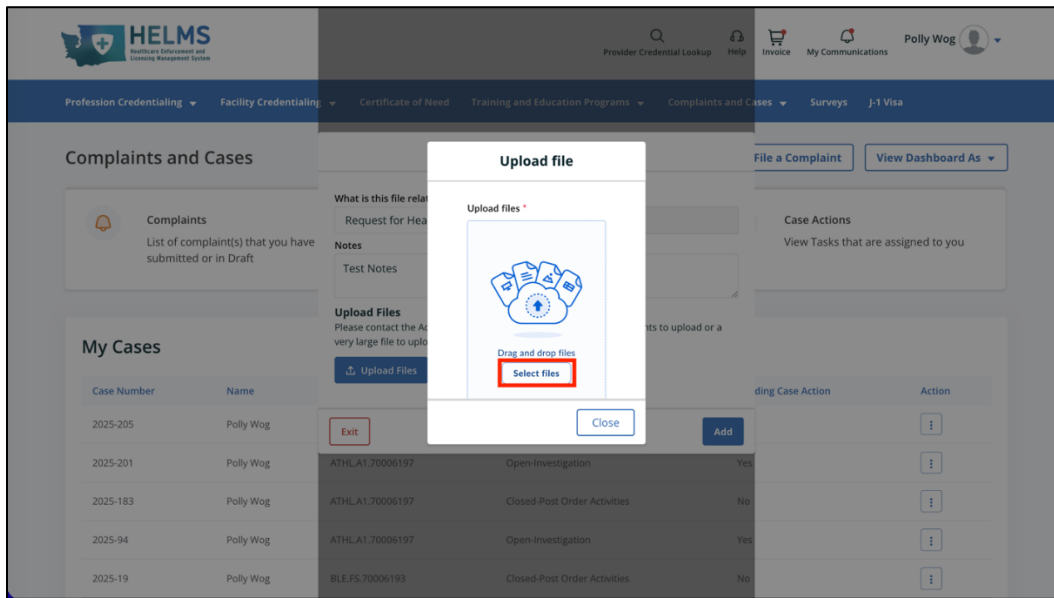 HELMS
Healthcare Enforcement and
Licensing Management System
Provider Credential Lookup
Help
Invoice
My Communications
Polly Wog
Profession Credentialing
Facility Credentialing
Certificate of Need
Training and Education Programs
Complaints and Cases
Surveys
J-1 Visa
Complaints and Cases
File a Complaint
View Dashboard As
Complaints
List of complaint(s) that you have
submitted or in Draft
Case Actions
View Tasks that are assigned to you
What is this file
Request for
Notes
Test Notes
Upload Files
Please contact the
very large file to
nts to upload or a
Upload Files
Exit
Add
Upload file
Upload files *
Drag and drop files
Select files
Close
My Cases
Case Number Name ding Case Action Action
2025-205 Polly Wog
2025-201 Polly Wog ATHL.A1.70006197 Open-Investigation Yes
2025-183 Polly Wog ATHL.A1.70006197 Closed-Post Order Activities No
2025-94 Polly Wog ATHL.A1.70006197 Open-Investigation Yes
2025-19 Polly Wog BLE.FS.70006193 Closed-Post Order Activities No